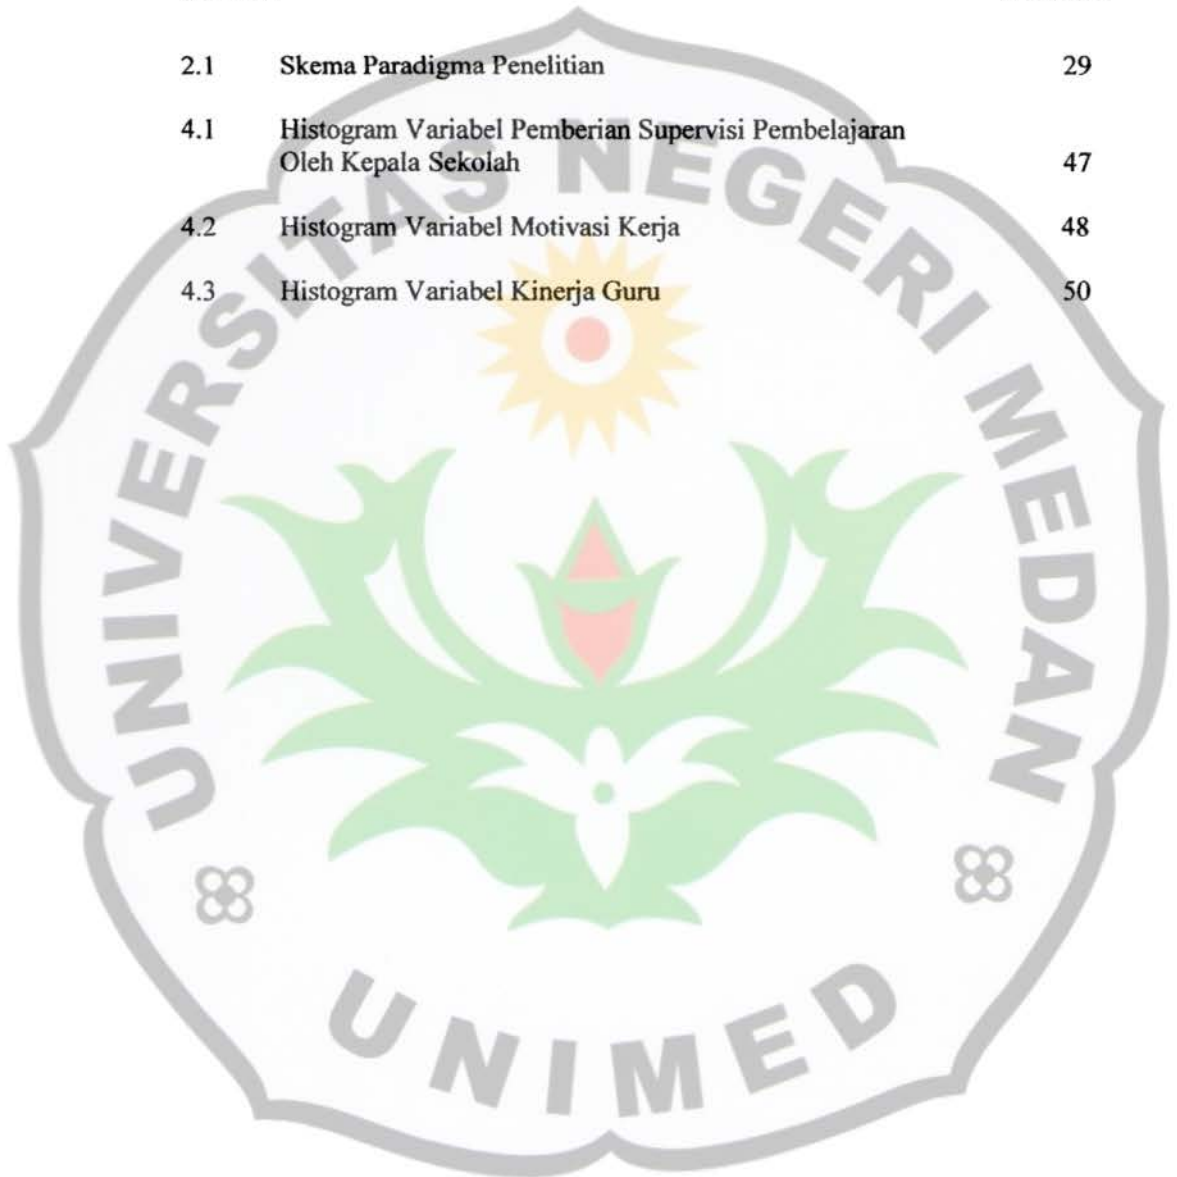 2.1 Skema Paradigma Penelitian 29
4.1 Histogram Variabel Pemberian Supervisi Pembelajaran
Oleh Kepala Sekolah 47
4.2 Histogram Variabel Motivasi Kerja 48
4.3 Histogram Variabel Kinerja Guru 50
UNIVERSITAS NEGERI MEDAN
UNIMED